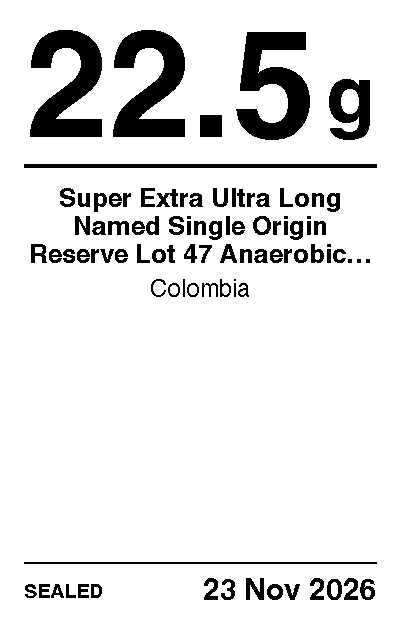 22.5 g
Super Extra Ultra Long
Named Single Origin
Reserve Lot 47 Anaerobic…
Colombia
SEALED 23 Nov 2026